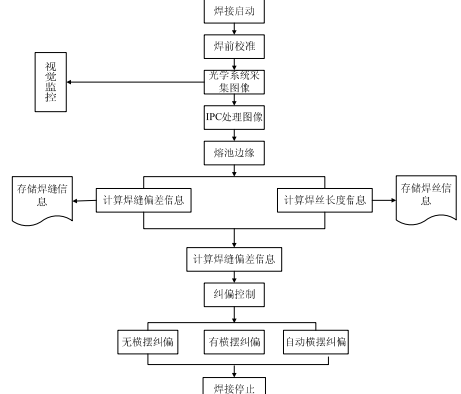 焊接启动
焊前校准
视
觉
监
控
光学系统采
集图像
IPC处理图像
熔池边缘
存储焊缝信
息
计算焊缝偏差信息
计算焊丝长度信息
存储焊丝信
息
计算焊缝偏差信息
纠偏控制
无横摆纠偏
有横摆纠偏
自动横摆纠偏
焊接停止